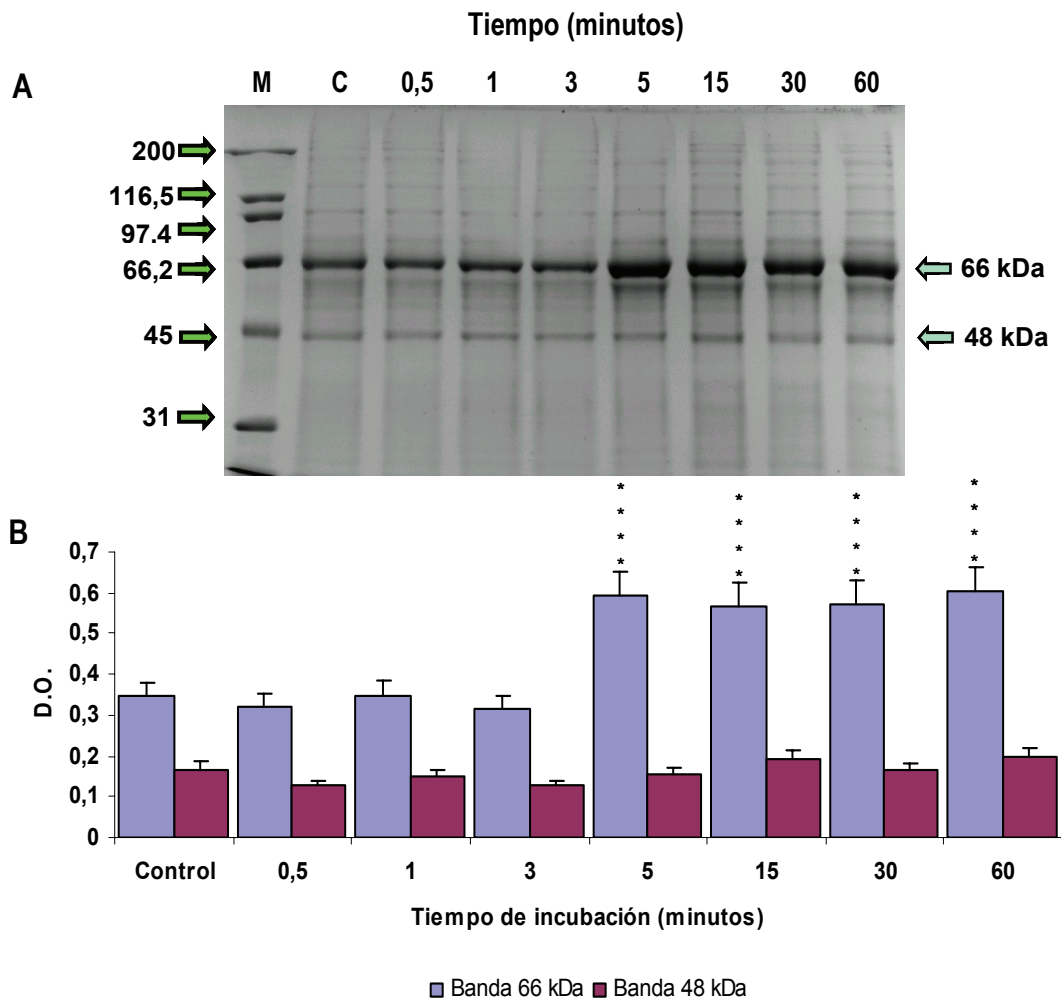 Tiempo (minutos)
A
M C 0,5 1 3 5 15 30 60
200
116,5
97.4
66,2
45
31
66 kDa
48 kDa
* * * *
* * * *
* * * *
* * * *
B
D.O.
0,7
0,6
0,5
0,4
0,3
0,2
0,1
0
Control 0,5 1 3 5 15 30 60
Tiempo de incubación (minutos)
Banda 66 kDa Banda 48 kDa